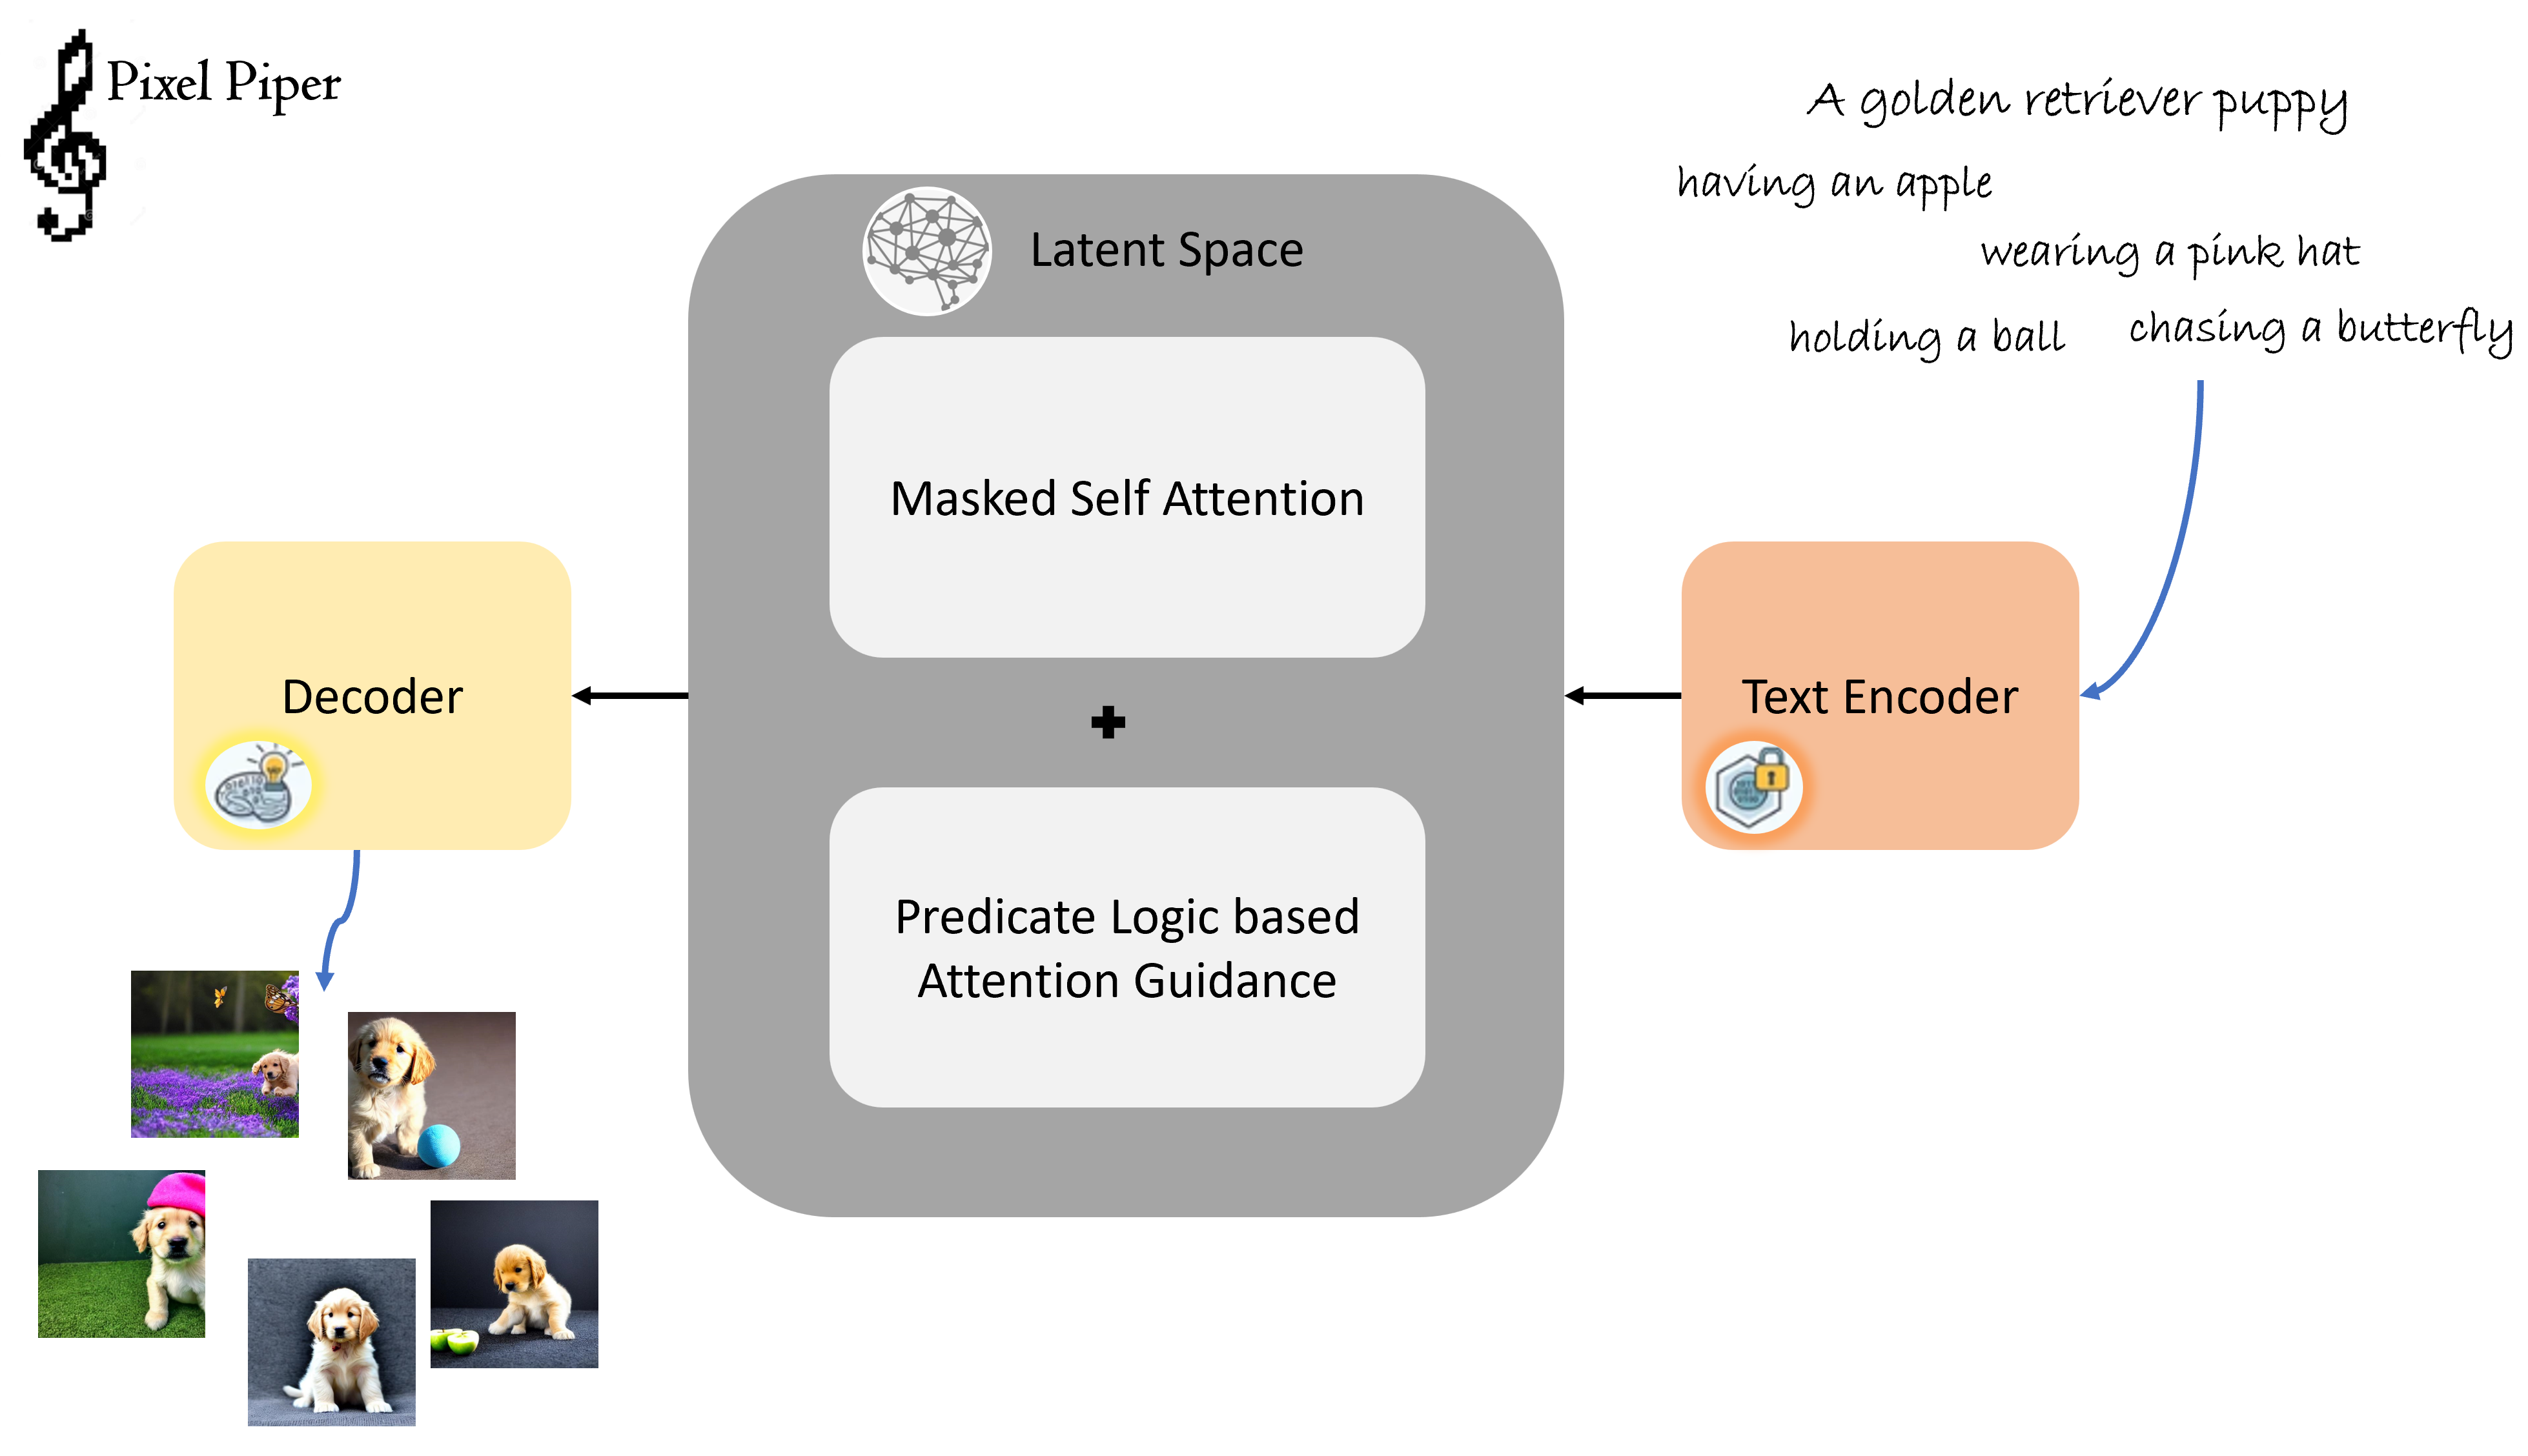 Pixel Piper
A golden retriever puppy
having an apple
wearing a pink hat
holding a ball
chasing a butterfly
Latent Space
Masked Self Attention
Decoder
Text Encoder
Predicate Logic based
Attention Guidance